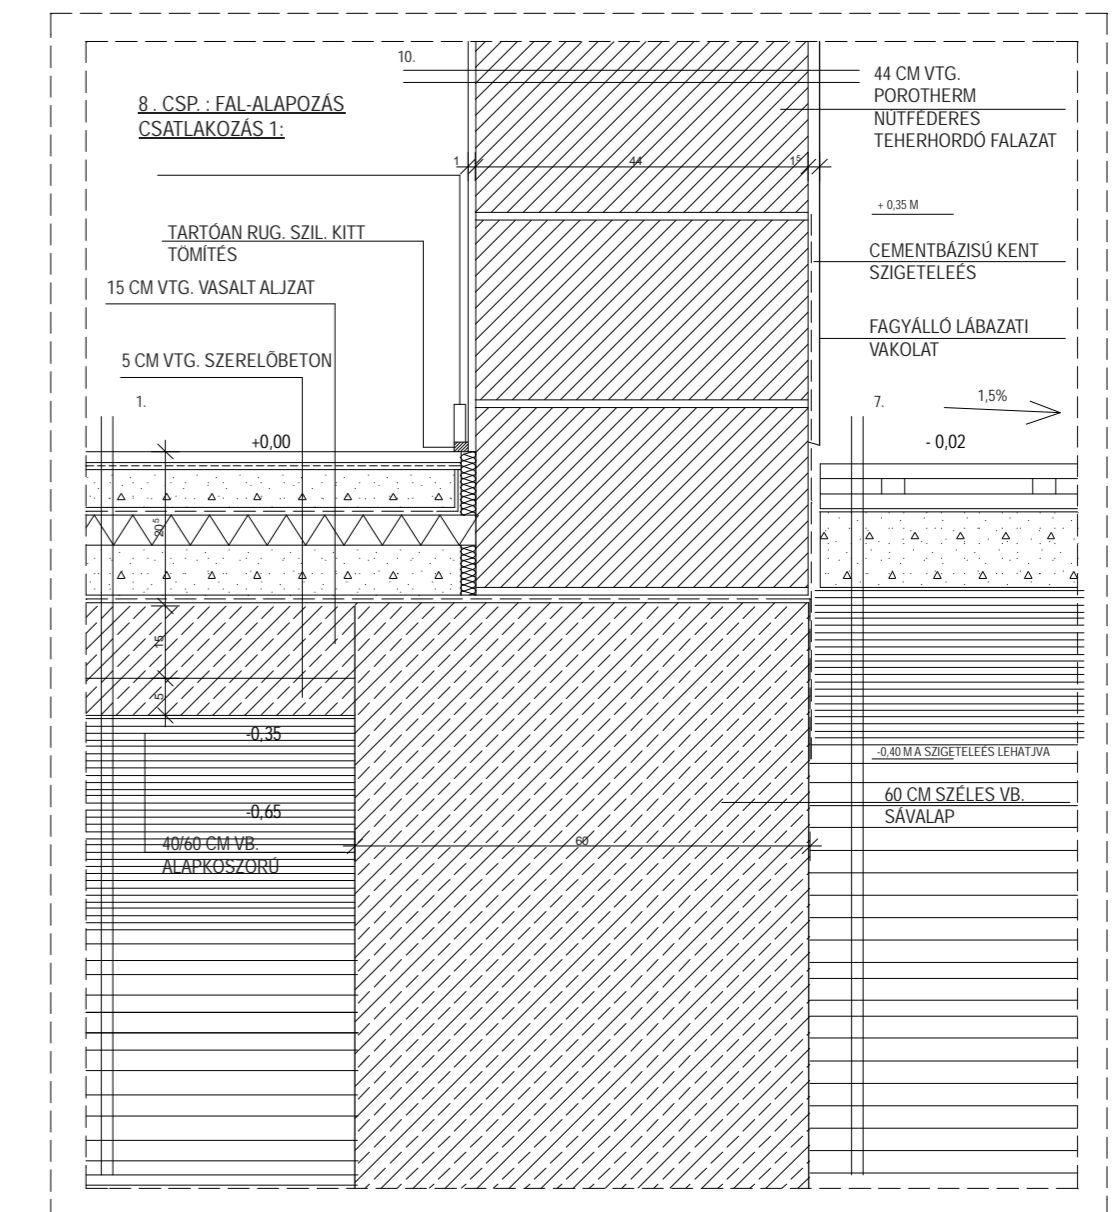 10.
8 . CSP. : FAL-ALAPOZÁS
CSATLAKOZÁS 1:
44 CM VTG.
POROTHERM
NÚTFÉDERES
TEHERHORDÓ FALAZAT
1
44
1⁵
+ 0,35 M
TARTÓAN RUG. SZIL. KITT
TÖMÍTÉS
CEMENTBÁZISÚ KENT
SZIGETELEÉS
15 CM VTG. VASALT ALJZAT
FAGYÁLLÓ LÁBAZATI
VAKOLAT
5 CM VTG. SZERELŐBETON
1.
7.
1,5%
+0,00
- 0,02
20⁵
15
5
-0,35
-0,40 M A SZIGETELEÉS LEHATJVA
-0,65
60 CM SZÉLES VB.
SÁVALAP
40/60 CM VB.
ALAPKOSZORÚ
60